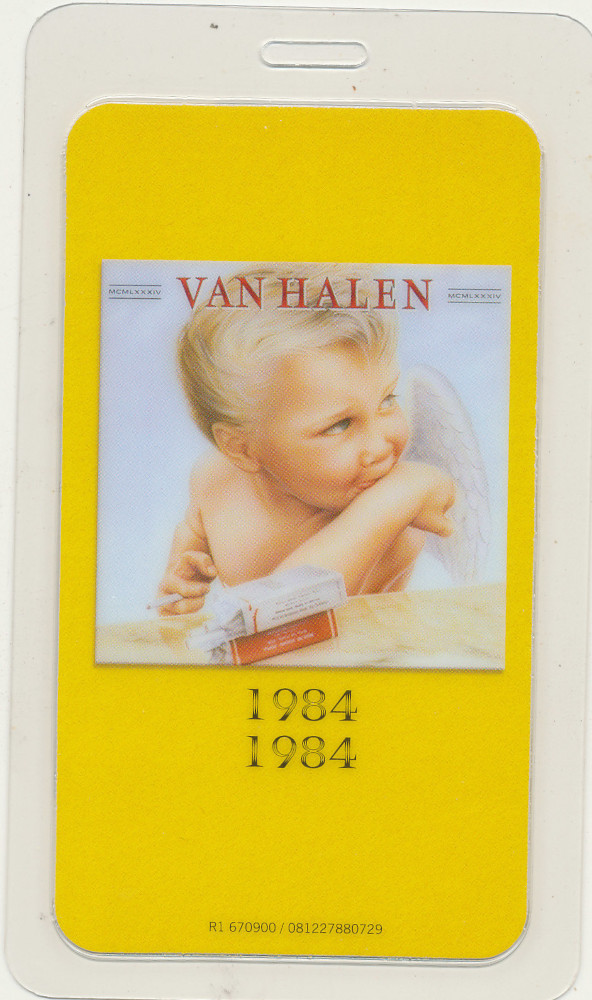 MCMLXXXIV VAN HALEN MCMLXXXIV
1984
1984
R1 670900 / 081227880729